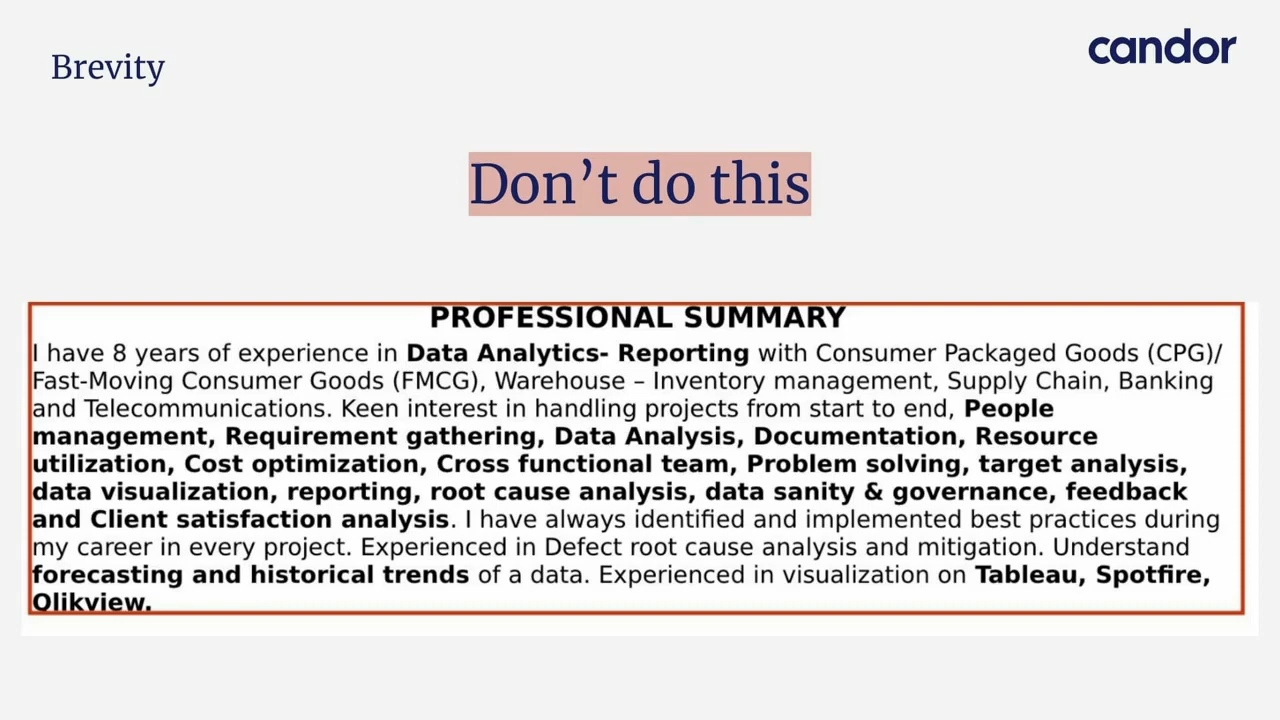 Brevity
candor
Don’t do this
PROFESSIONAL SUMMARY
I have 8 years of experience in Data Analytics- Reporting with Consumer Packaged Goods (CPG)/
Fast-Moving Consumer Goods (FMCG), Warehouse – Inventory management, Supply Chain, Banking
and Telecommunications. Keen interest in handling projects from start to end, People
management, Requirement gathering, Data Analysis, Documentation, Resource
utilization, Cost optimization, Cross functional team, Problem solving, target analysis,
data visualization, reporting, root cause analysis, data sanity & governance, feedback
and Client satisfaction analysis. I have always identified and implemented best practices during
my career in every project. Experienced in Defect root cause analysis and mitigation. Understand
forecasting and historical trends of a data. Experienced in visualization on Tableau, Spotfire,
Qlikview.